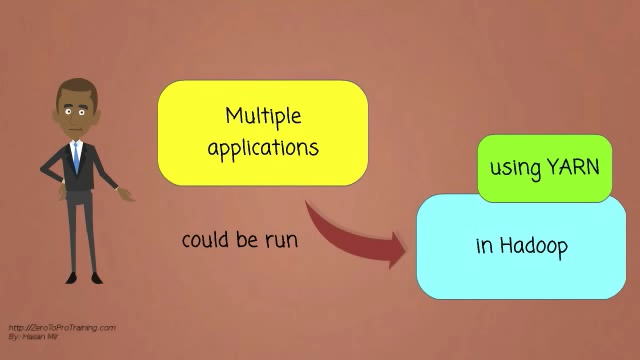 Multiple
applications
could be run
using YARN
in Hadoop
http://ZeroToProTraining.com
By: Hasan Mir